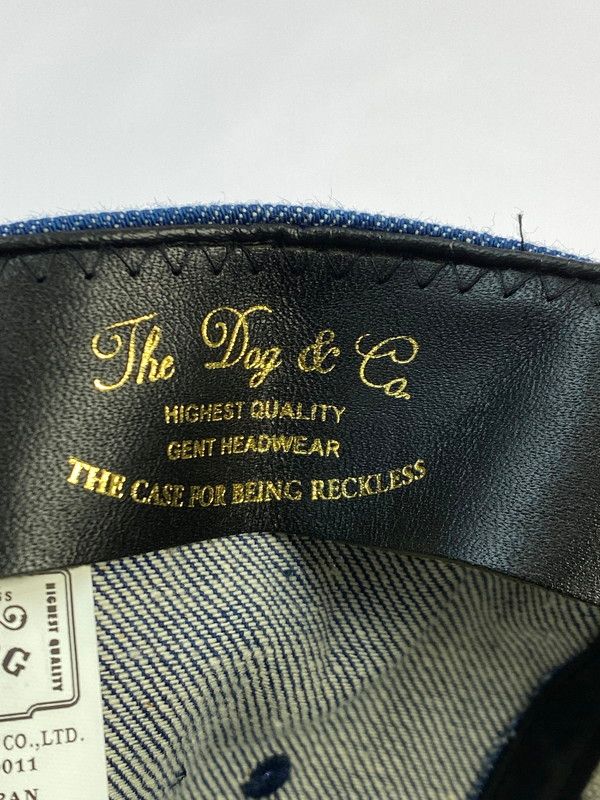 The Dog & Co.
HIGHEST QUALITY
GENT HEADWEAR
THE CASE FOR BEING RECKLESS
HIGHEST QUALITY
G
CO.,LTD.